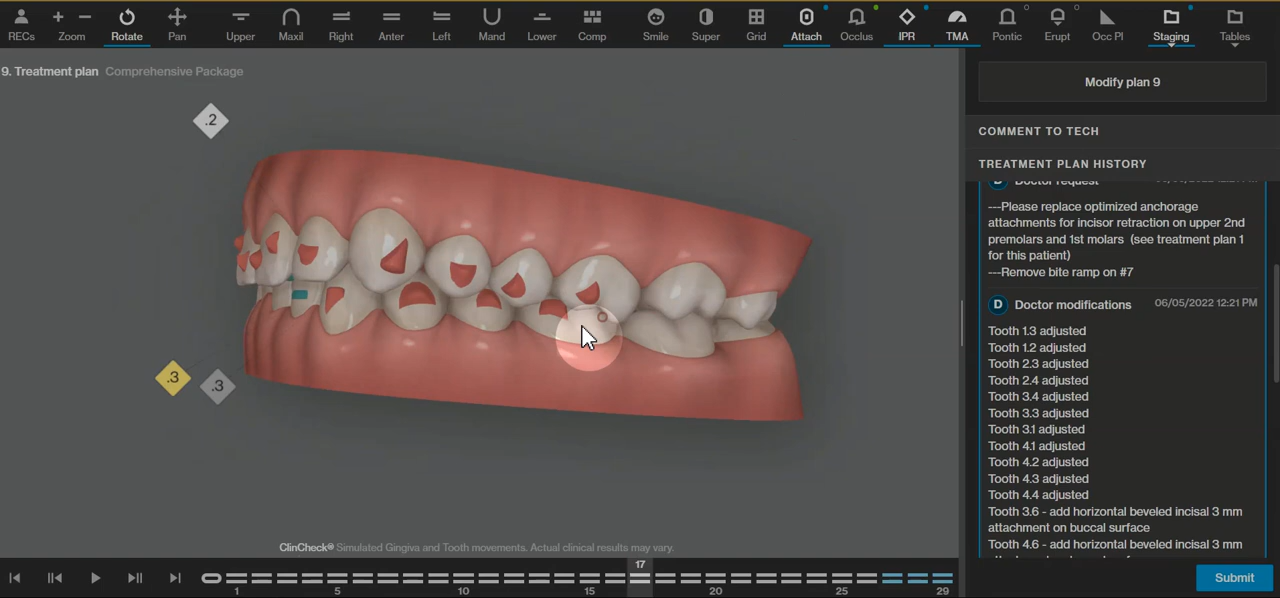 RECs Zoom Rotate Pan Upper Maxil Right Anter Left Mand Lower Comp Smile Super Grid Attach Occlus IPR TMA Pontic Erupt Occ Pl Staging Tables
9. Treatment plan Comprehensive Package
.2
.3
.3
ClinCheck® Simulated Gingiva and Tooth movements. Actual clinical results may vary.
17
1 5 10 15 20 25 29
Modify plan 9
COMMENT TO TECH
TREATMENT PLAN HISTORY
D Doctor request
---Please replace optimized anchorage
attachments for incisor retraction on upper 2nd
premolars and 1st molars (see treatment plan 1
for this patient)
---Remove bite ramp on #7
D Doctor modifications 06/05/2022 12:21 PM
Tooth 1.3 adjusted
Tooth 1.2 adjusted
Tooth 2.3 adjusted
Tooth 2.4 adjusted
Tooth 3.4 adjusted
Tooth 3.3 adjusted
Tooth 3.1 adjusted
Tooth 4.1 adjusted
Tooth 4.2 adjusted
Tooth 4.3 adjusted
Tooth 4.4 adjusted
Tooth 3.6 - add horizontal beveled incisal 3 mm
attachment on buccal surface
Tooth 4.6 - add horizontal beveled incisal 3 mm
Submit